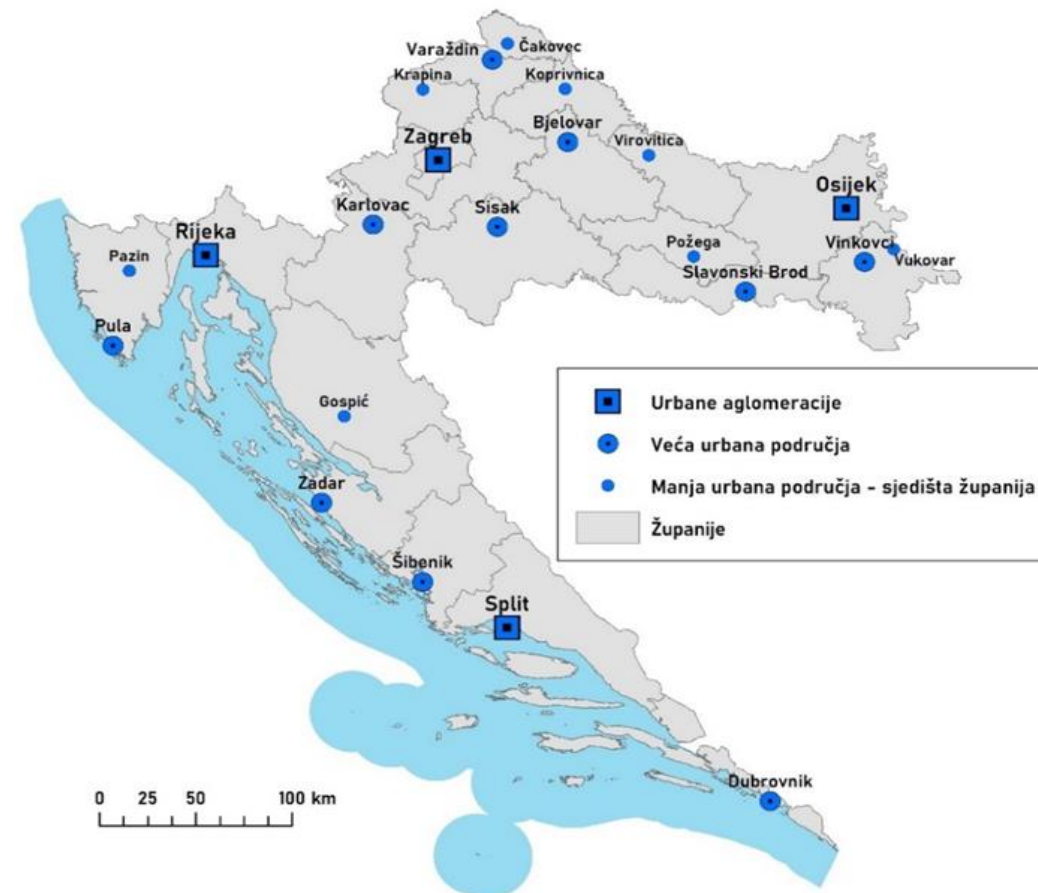 Čakovec
Varaždin
Krapina
Koprivnica
Bjelovar
Zagreb
Virovitica
Osijek
Karlovac
Sisak
Rijeka
Požega
Vinkovci
Pazin
Vukovar
Slavonski Brod
Pula
Gospić
Zadar
Šibenik
Split
Dubrovnik
Urbane aglomeracije
Veća urbana područja
Manja urbana područja - sjedišta županija
Županije
0 25 50 100 km